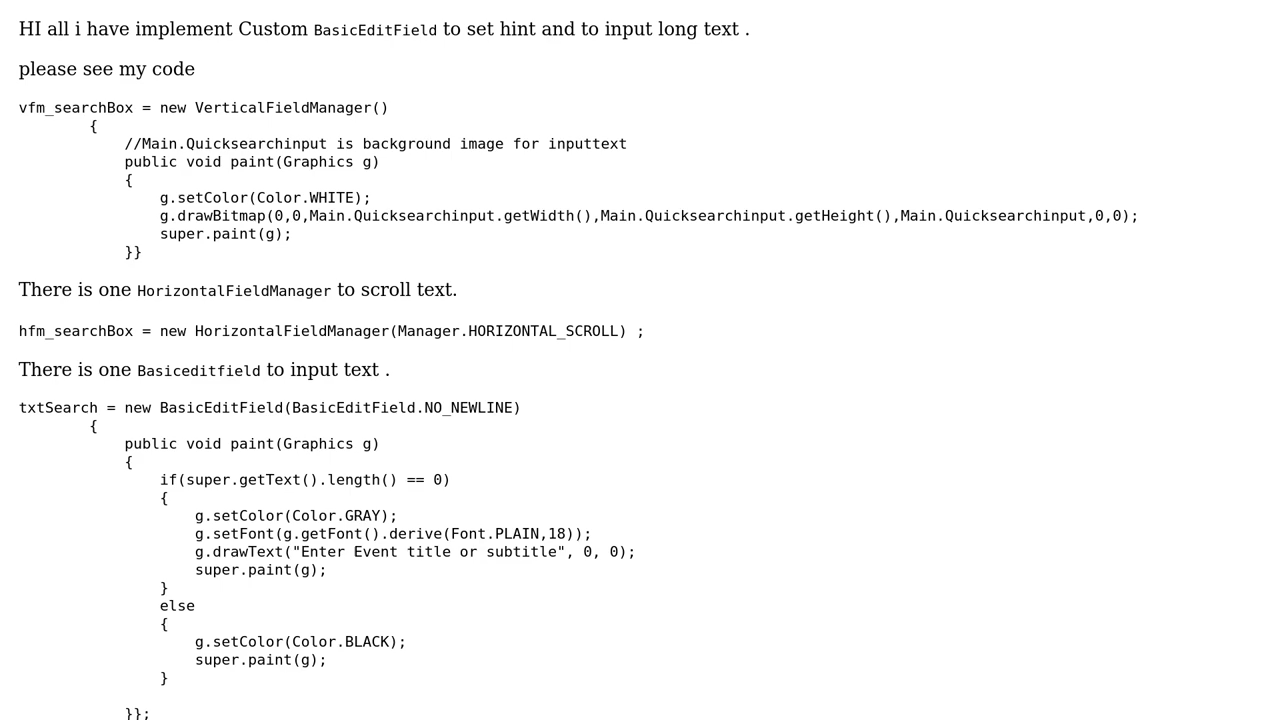 HI all i have implement Custom BasicEditField to set hint and to input long text .
please see my code
vfm_searchBox = new VerticalFieldManager()
        {
            //Main.Quicksearchinput is background image for inputtext
            public void paint(Graphics g)
            {
                g.setColor(Color.WHITE);
                g.drawBitmap(0,0,Main.Quicksearchinput.getWidth(),Main.Quicksearchinput.getHeight(),Main.Quicksearchinput,0,0);
                super.paint(g);
            }}
There is one HorizontalFieldManager to scroll text.
hfm_searchBox = new HorizontalFieldManager(Manager.HORIZONTAL_SCROLL) ;
There is one Basiceditfield to input text .
txtSearch = new BasicEditField(BasicEditField.NO_NEWLINE)
        {
            public void paint(Graphics g)
            {
                if(super.getText().length() == 0)
                {
                    g.setColor(Color.GRAY);
                    g.setFont(g.getFont().derive(Font.PLAIN,18));
                    g.drawText("Enter Event title or subtitle", 0, 0);
                    super.paint(g);
                }
                else
                {
                    g.setColor(Color.BLACK);
                    super.paint(g);
                }
            }};